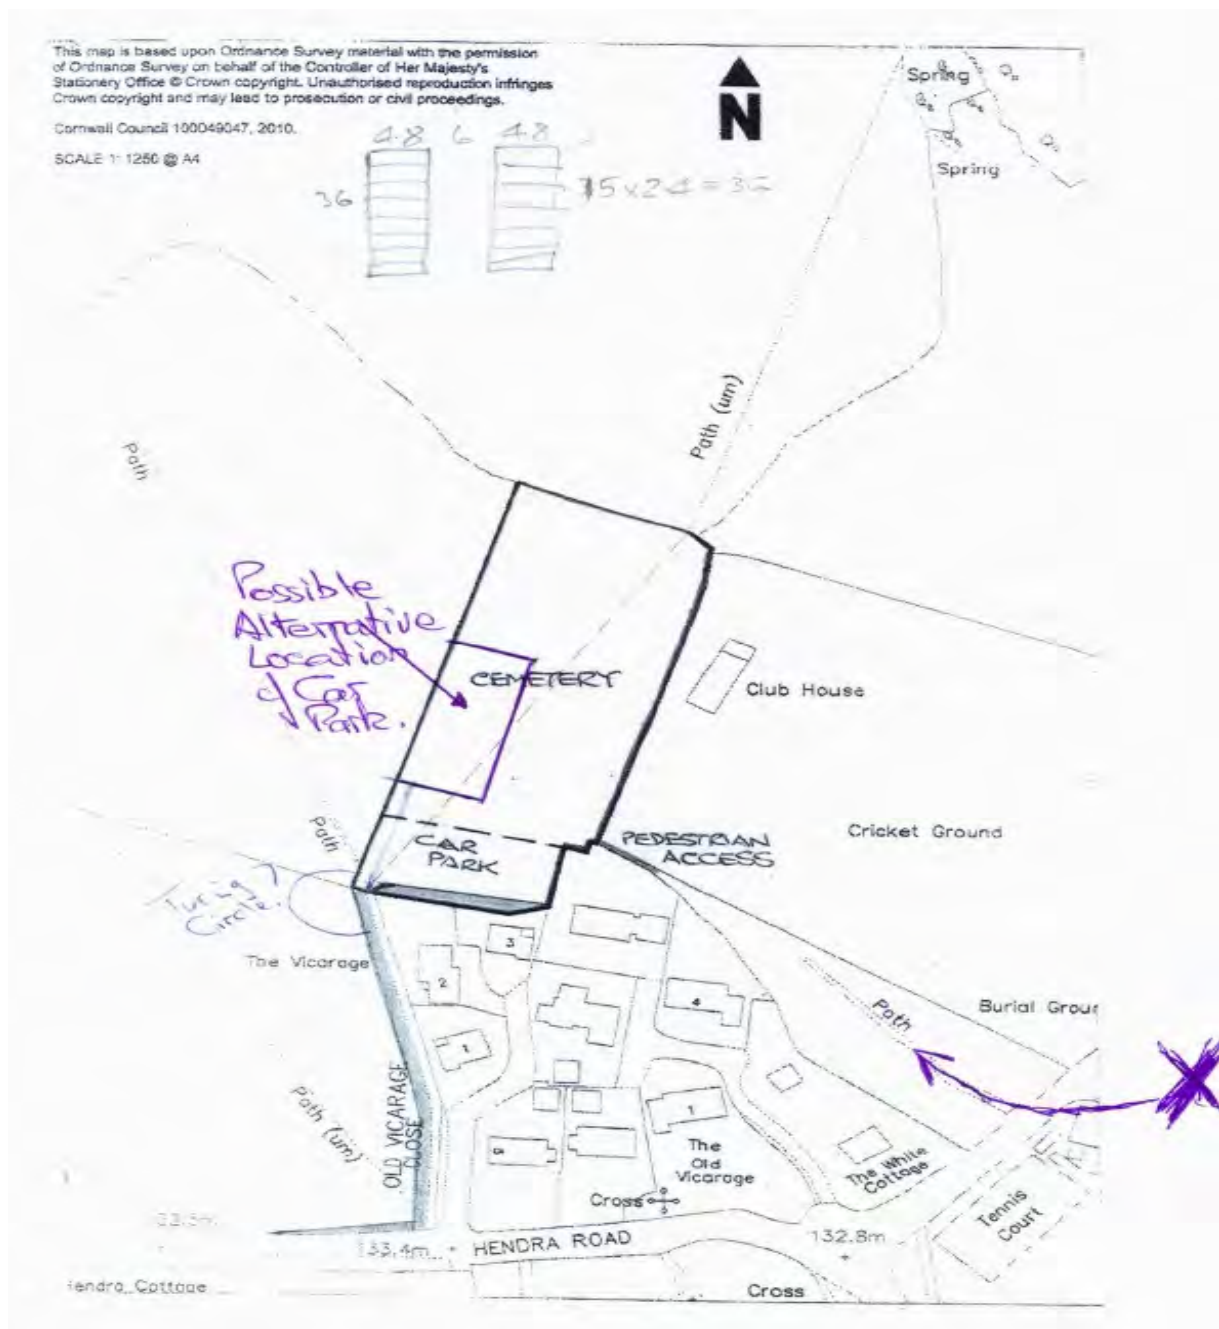 This map is based upon Ordnance Survey material with the permission
of Ordnance Survey on behalf of the Controller of Her Majesty's
Stationery Office © Crown copyright. Unauthorised reproduction infringes
Crown copyright and may lead to prosecution or civil proceedings.
Cornwall Council 100049047, 2010.
SCALE 1: 1250 @ A4
N
4.8 6 4.8
36
15 x 2.4 = 36
Spring
Spring
Path (um)
Path
Possible
Alternative
Location
of Car
Park.
CEMETERY
Club House
Path
CAR
PARK
PEDESTRIAN
ACCESS
Cricket Ground
Turning
Circle.
The Vicarage
3
2
4
Path
Burial Grour
1
OLD VICARAGE
CLOSE
Path (um)
1
The
Old
Vicarage
The White
Cottage
Cross
Tennis
Court
133.4m
HENDRA ROAD
132.8m
Hendra Cottage
Cross